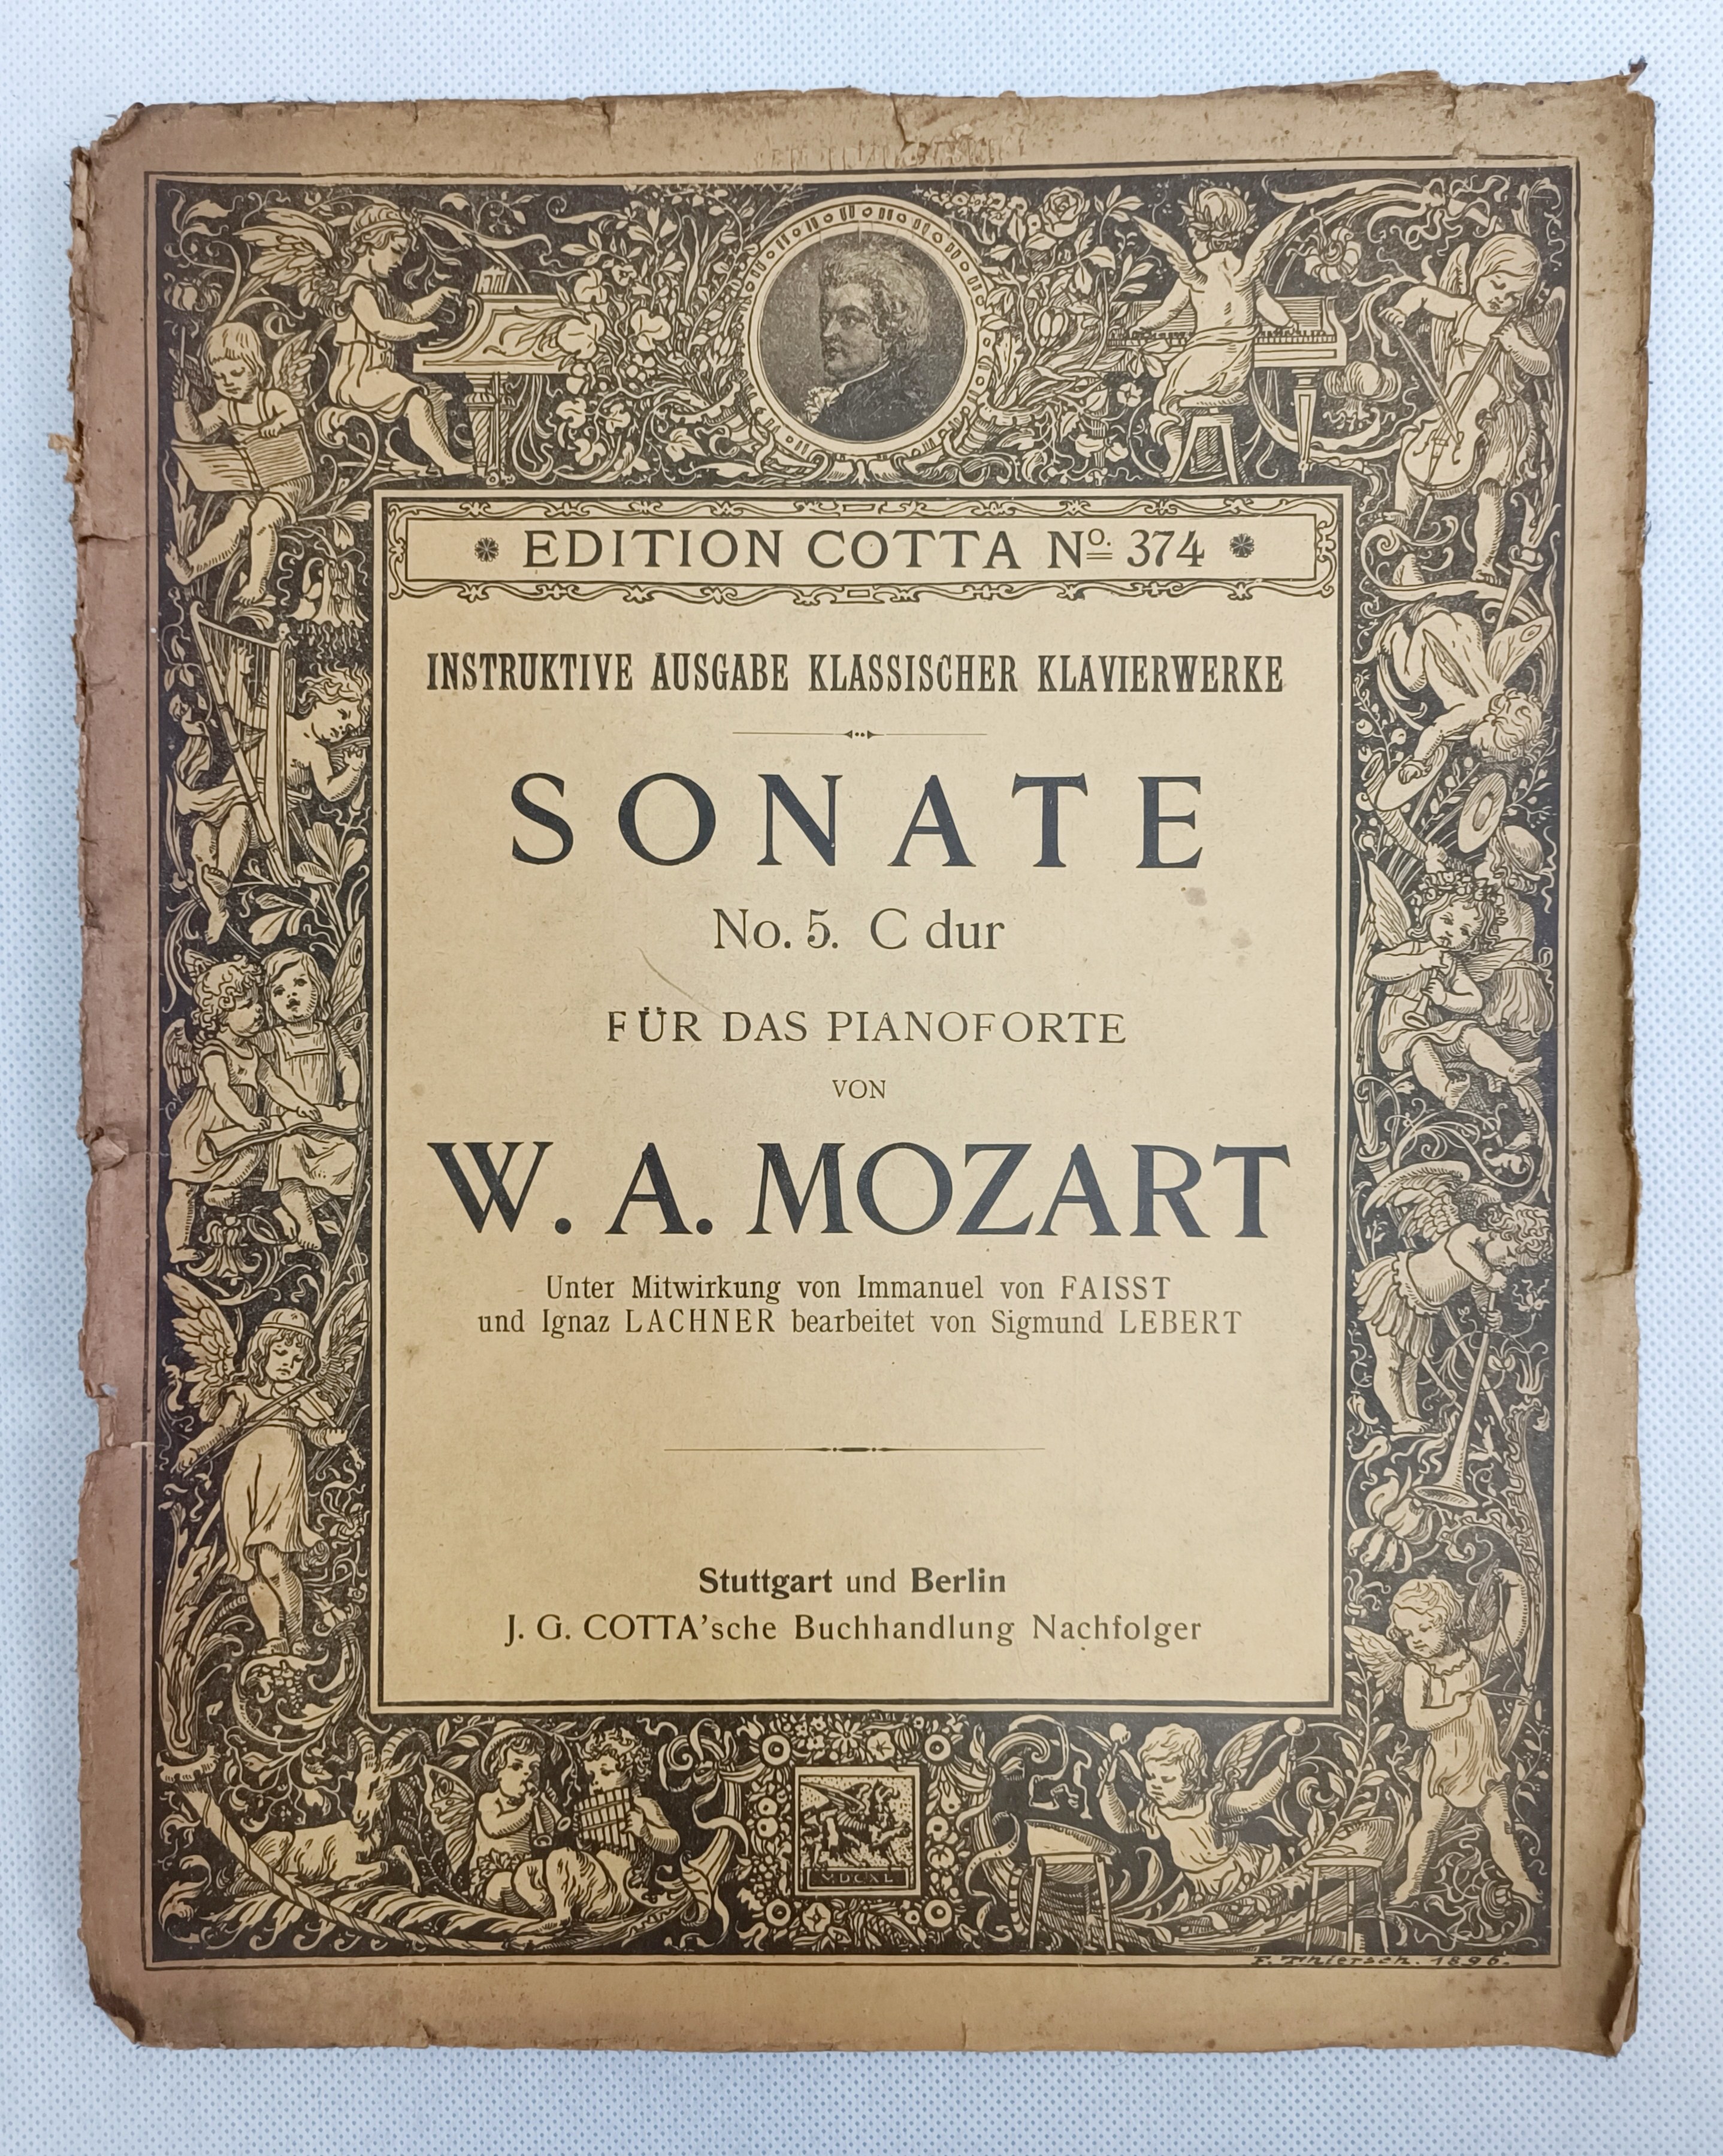 EDITION COTTA Nº. 374
INSTRUKTIVE AUSGABE KLASSISCHER KLAVIERWERKE
SONATE
No. 5. C dur
FÜR DAS PIANOFORTE
VON
W. A. MOZART
Unter Mitwirkung von Immanuel von FAISST
und Ignaz LACHNER bearbeitet von Sigmund LEBERT
Stuttgart und Berlin
J. G. COTTA'sche Buchhandlung Nachfolger
MDCXL
F. Thiersch. 1896.